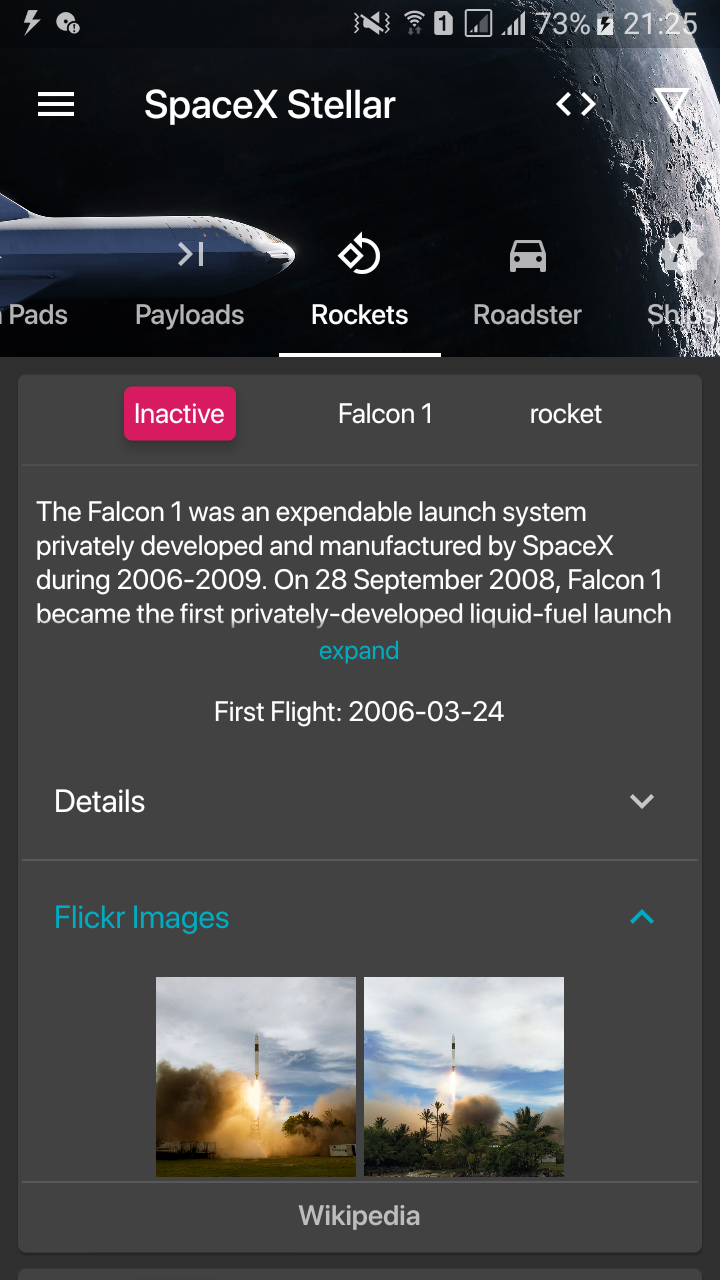 1 73% 21:25
SpaceX Stellar
Pads Payloads Rockets Roadster Ships
Inactive Falcon 1 rocket
The Falcon 1 was an expendable launch system
privately developed and manufactured by SpaceX
during 2006-2009. On 28 September 2008, Falcon 1
became the first privately-developed liquid-fuel launch
expand
First Flight: 2006-03-24
Details
Flickr Images
Wikipedia